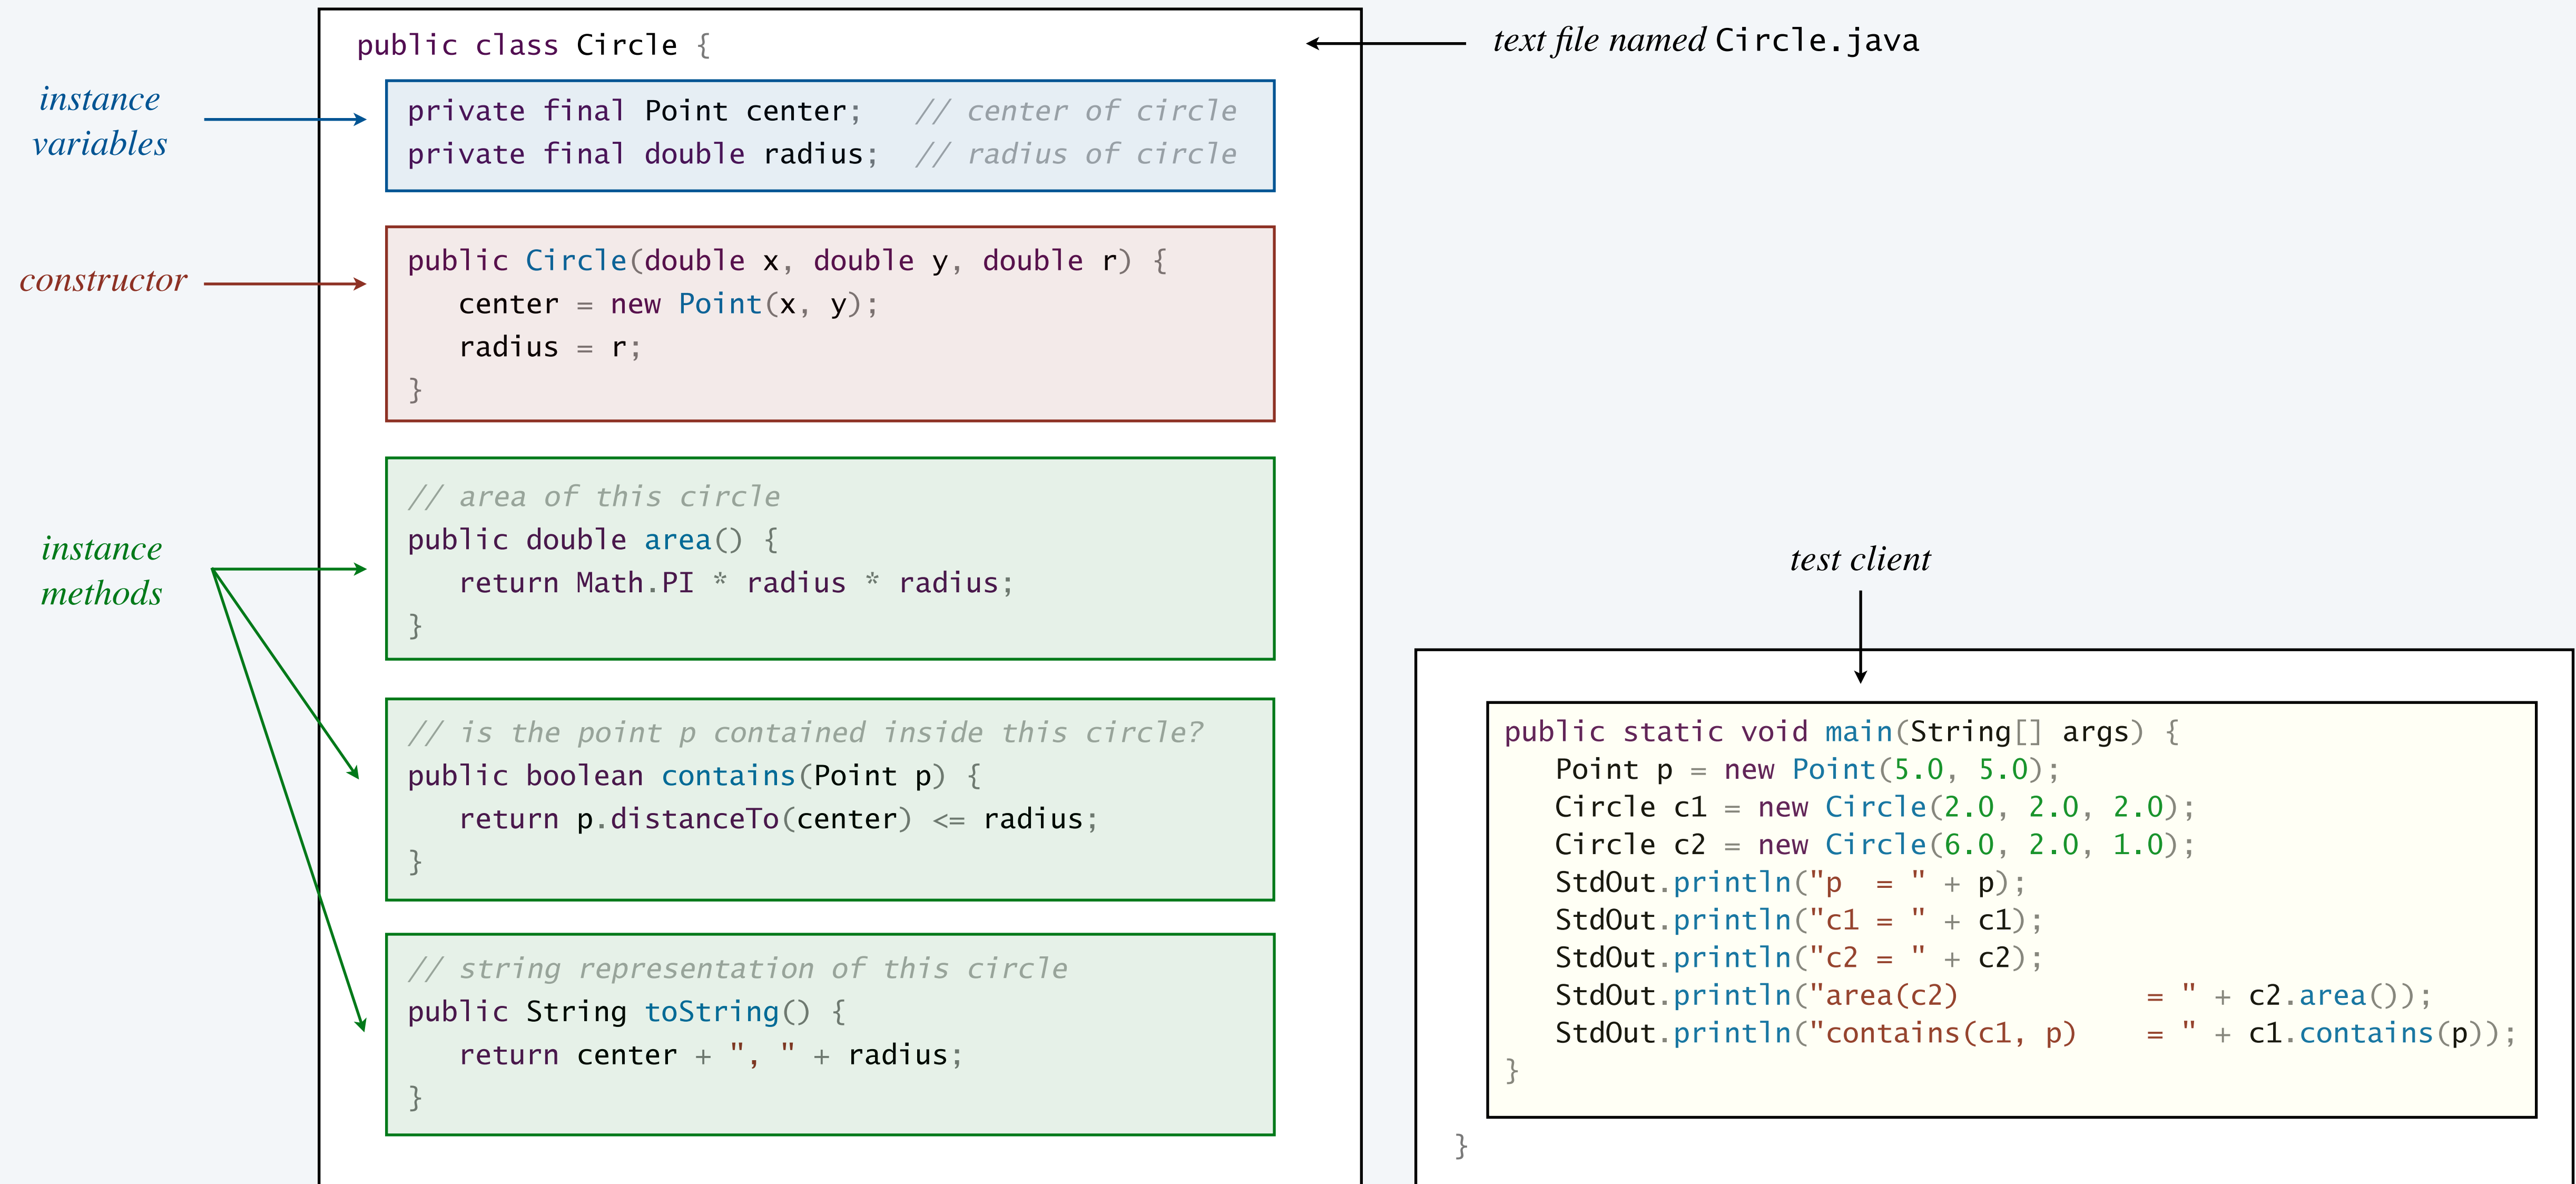 public class Circle {
text file named Circle.java
instance
variables
private final Point center;   // center of circle
private final double radius;  // radius of circle
constructor
public Circle(double x, double y, double r) {
   center = new Point(x, y);
   radius = r;
}
instance
methods
// area of this circle
public double area() {
   return Math.PI * radius * radius;
}
// is the point p contained inside this circle?
public boolean contains(Point p) {
   return p.distanceTo(center) <= radius;
}
// string representation of this circle
public String toString() {
   return center + ", " + radius;
}
test client
public static void main(String[] args) {
   Point p = new Point(5.0, 5.0);
   Circle c1 = new Circle(2.0, 2.0, 2.0);
   Circle c2 = new Circle(6.0, 2.0, 1.0);
   StdOut.println("p  = " + p);
   StdOut.println("c1 = " + c1);
   StdOut.println("c2 = " + c2);
   StdOut.println("area(c2)           = " + c2.area());
   StdOut.println("contains(c1, p)    = " + c1.contains(p));
}
}